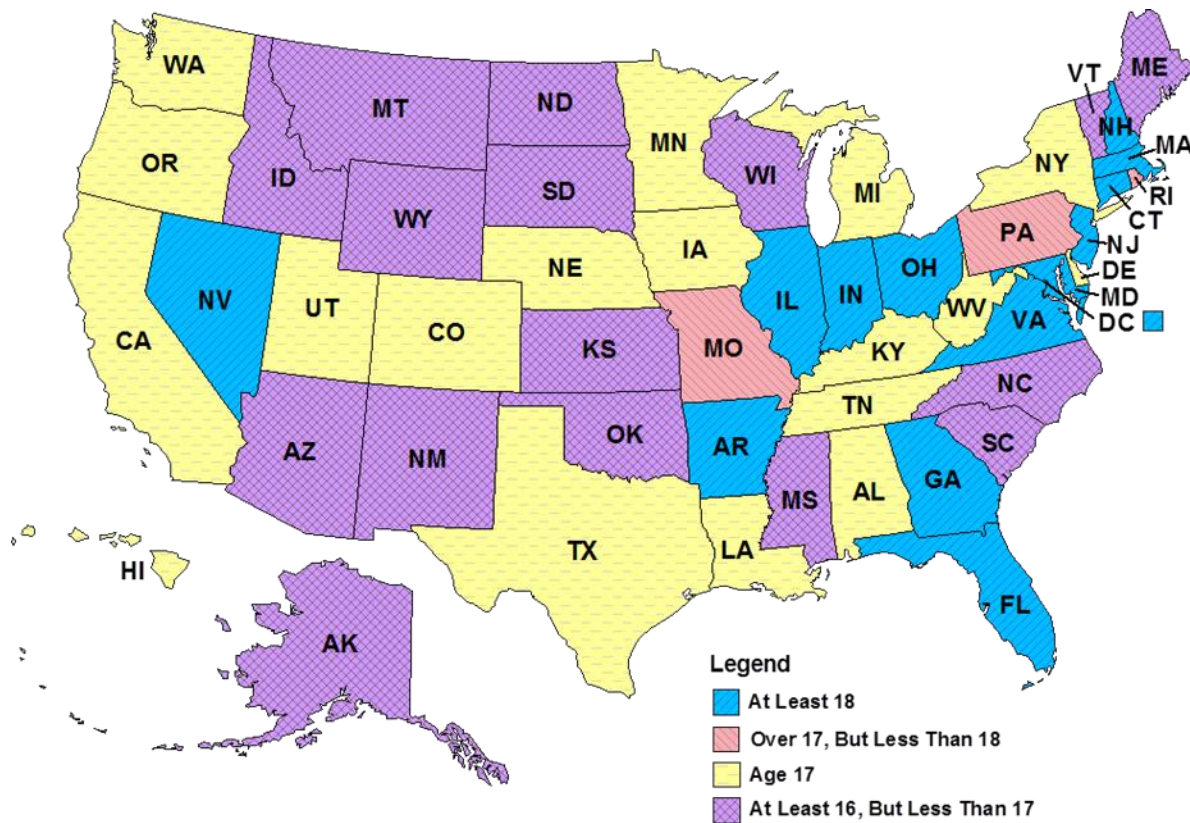 WA
MT
ND
MN
VT
ME
NH
MA
OR
ID
SD
WI
MI
NY
RI
CT
WY
PA
NJ
IA
NE
OH
DE
MD
DC
NV
UT
IL
IN
WV
VA
CA
CO
KS
MO
KY
NC
TN
AZ
NM
OK
AR
SC
MS
AL
GA
TX
LA
HI
FL
AK
Legend
At Least 18
Over 17, But Less Than 18
Age 17
At Least 16, But Less Than 17